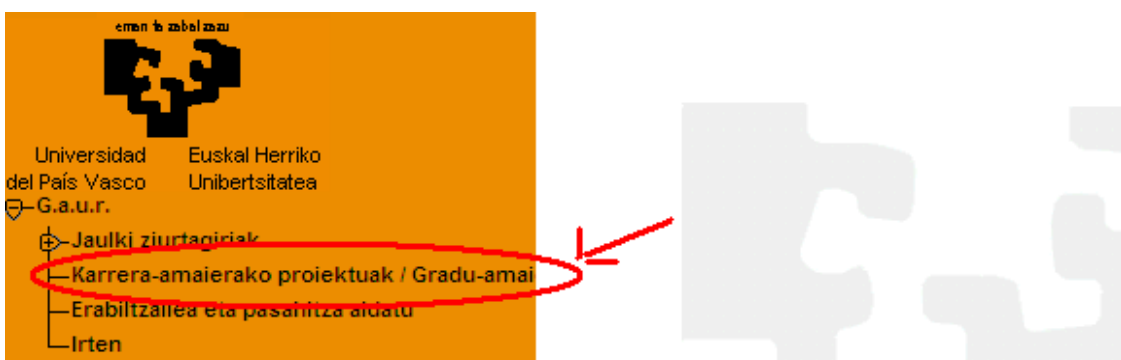 eman ta zabal zazu
Universidad Euskal Herriko
del País Vasco Unibertsitatea
G.a.u.r.
Jaulki ziurtagiriak
Karrera-amaierako proiektuak / Gradu-amai
Erabiltzailea eta pasahitza aldatu
Irten